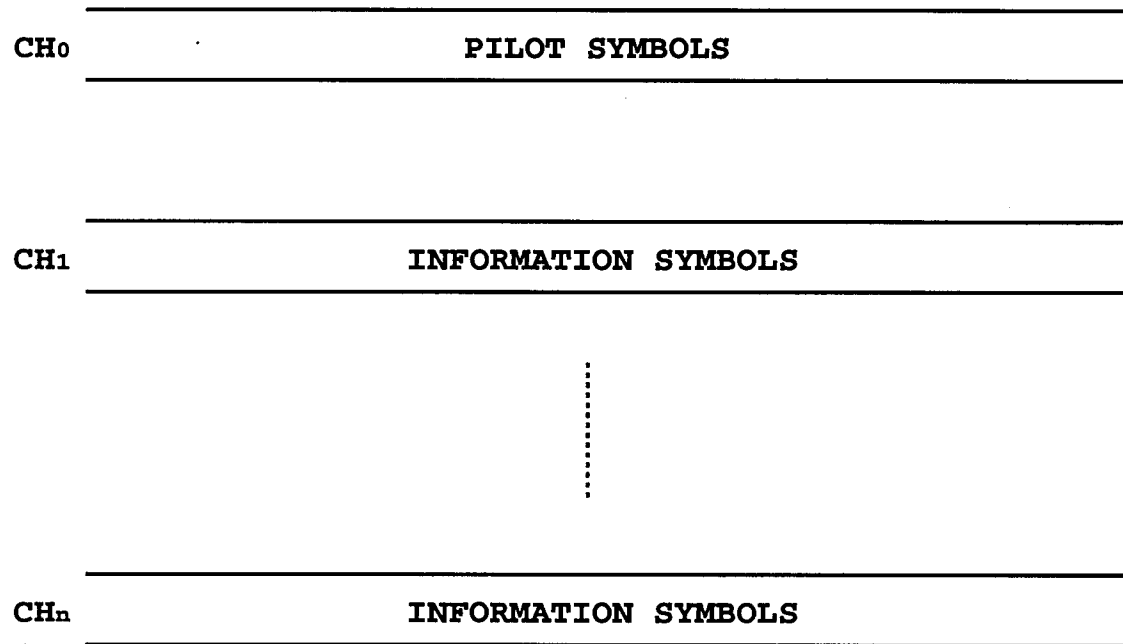 CH0 PILOT SYMBOLS
CH1 INFORMATION SYMBOLS
CHn INFORMATION SYMBOLS